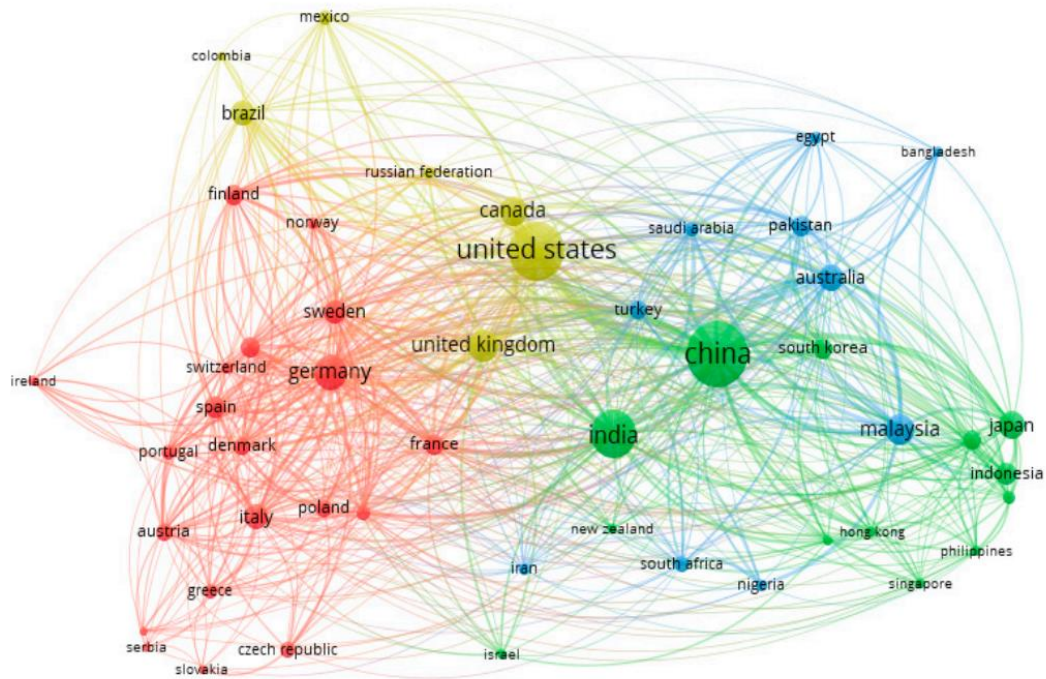 mexico
colombia
brazil
egypt
bangladesh
russian federation
finland
canada
norway
saudi arabia
pakistan
united states
australia
sweden
turkey
united kingdom
china
south korea
switzerland
germany
ireland
spain
portugal
denmark
france
india
malaysia
japan
indonesia
italy
poland
austria
new zealand
hong kong
philippines
iran
south africa
nigeria
singapore
greece
serbia
czech republic
israel
slovakia